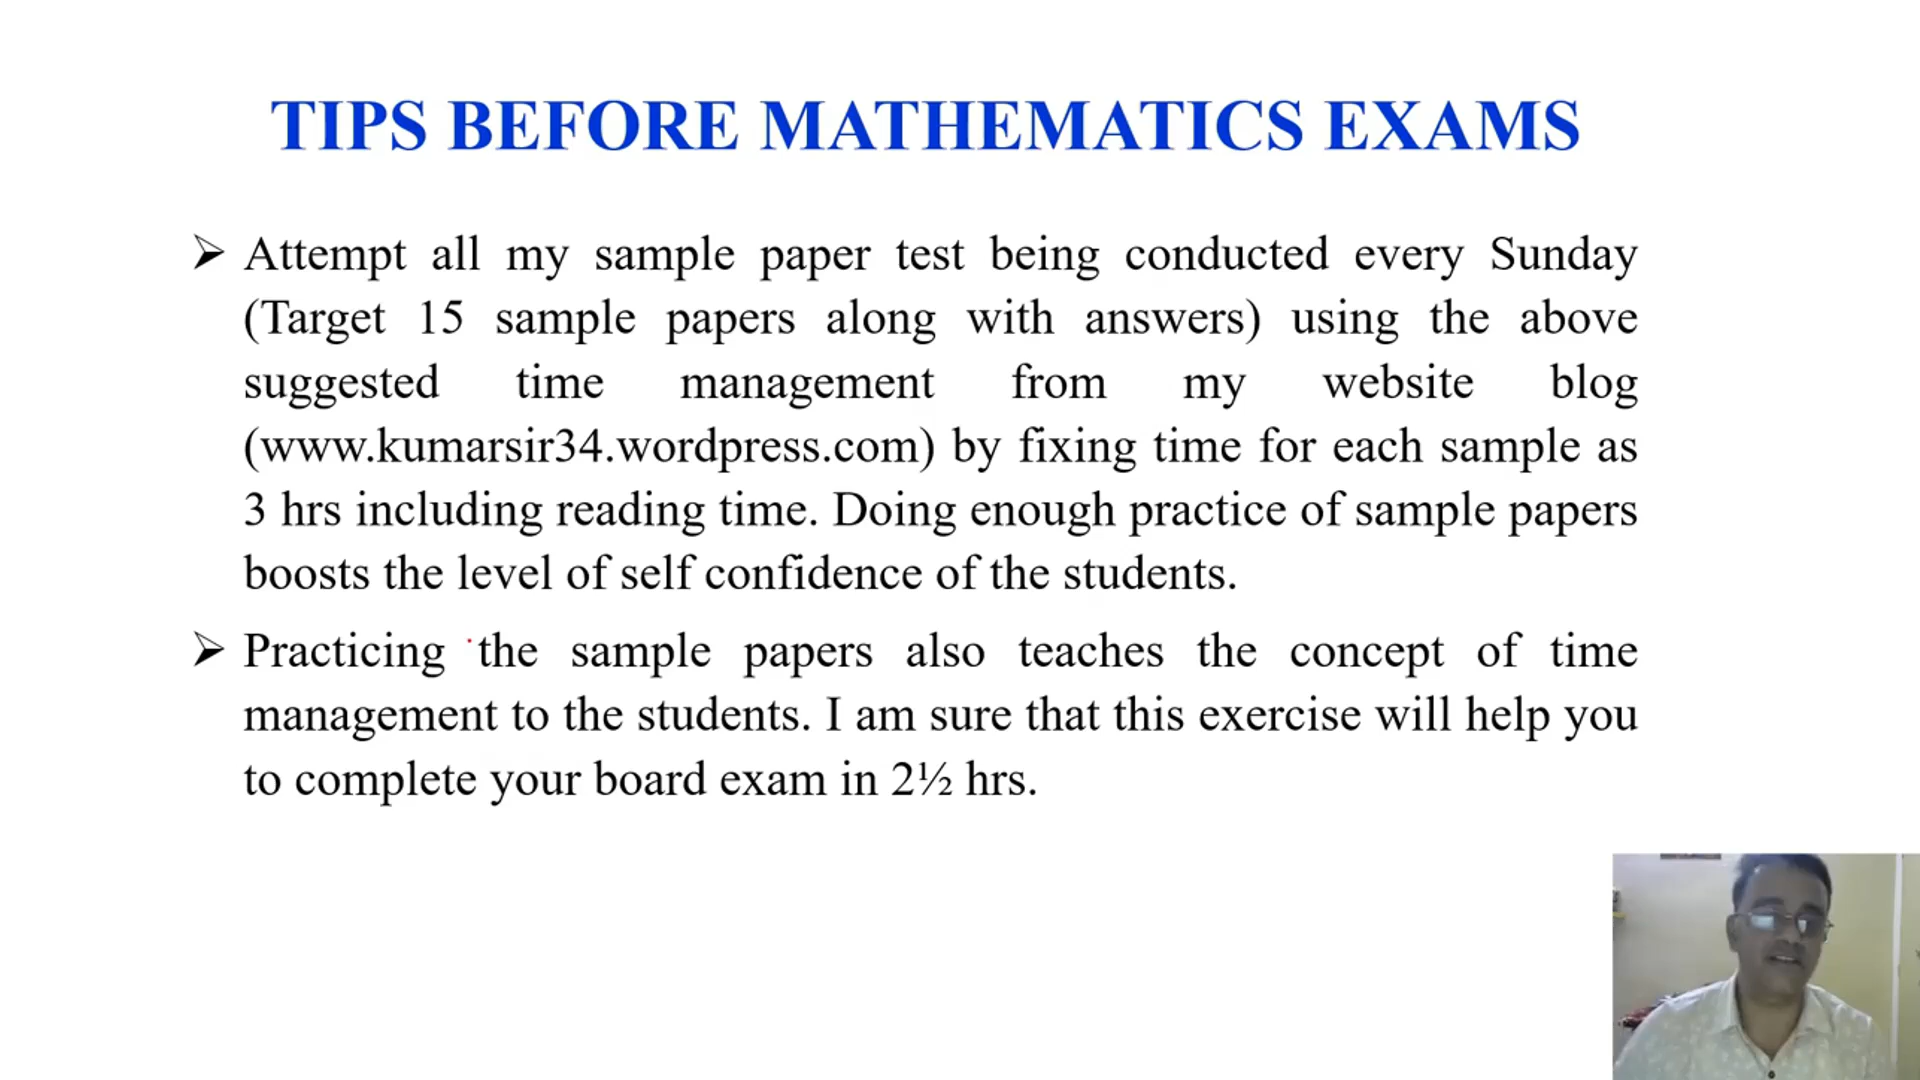 TIPS BEFORE MATHEMATICS EXAMS
➢ Attempt all my sample paper test being conducted every Sunday
(Target 15 sample papers along with answers) using the above
suggested time management from my website blog
(www.kumarsir34.wordpress.com) by fixing time for each sample as
3 hrs including reading time. Doing enough practice of sample papers
boosts the level of self confidence of the students.
➢ Practicing the sample papers also teaches the concept of time
management to the students. I am sure that this exercise will help you
to complete your board exam in 2½ hrs.